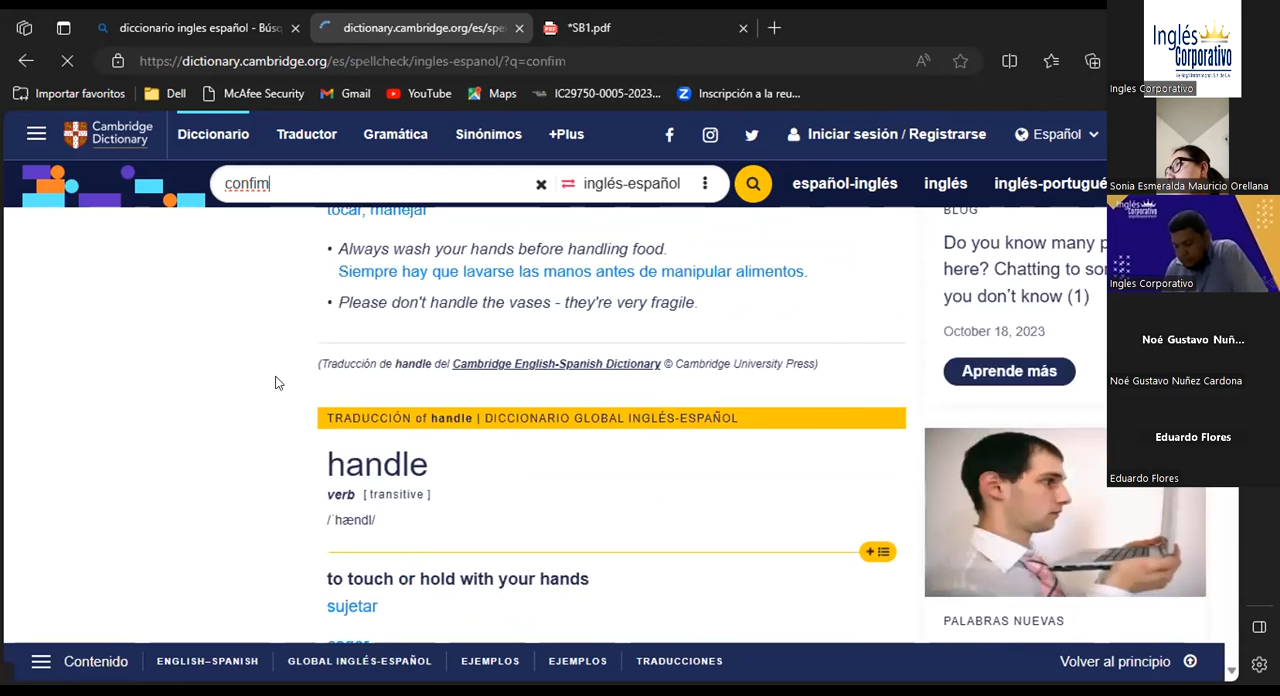 diccionario ingles español - Búsq
dictionary.cambridge.org/es/spe
*SB1.pdf
https://dictionary.cambridge.org/es/spellcheck/ingles-espanol/?q=confim
Importar favoritos
Dell
McAfee Security
Gmail
YouTube
Maps
IC29750-0005-2023...
Inscripción a la reu...
Cambridge
Dictionary
Diccionario
Traductor
Gramática
Sinónimos
+Plus
Iniciar sesión / Registrarse
Español
confim
inglés-español
español-inglés
inglés
inglés-portugué
tocar, manejar
• Always wash your hands before handling food.
Siempre hay que lavarse las manos antes de manipular alimentos.
• Please don't handle the vases - they're very fragile.
(Traducción de handle del Cambridge English-Spanish Dictionary © Cambridge University Press)
TRADUCCIÓN of handle | DICCIONARIO GLOBAL INGLÉS-ESPAÑOL
handle
verb [ transitive ]
/ˈhændl/
to touch or hold with your hands
sujetar
BLOG
Do you know many p
here? Chatting to so
you don't know (1)
October 18, 2023
Aprende más
PALABRAS NUEVAS
Contenido
ENGLISH–SPANISH
GLOBAL INGLÉS-ESPAÑOL
EJEMPLOS
EJEMPLOS
TRADUCCIONES
Volver al principio
Inglés
Corporativo
Ingles Corporativo
Sonia Esmeralda Mauricio Orellana
Inglés
Corporativo
Ingles Corporativo
Noé Gustavo Nuñ...
Noé Gustavo Nuñez Cardona
Eduardo Flores
Eduardo Flores